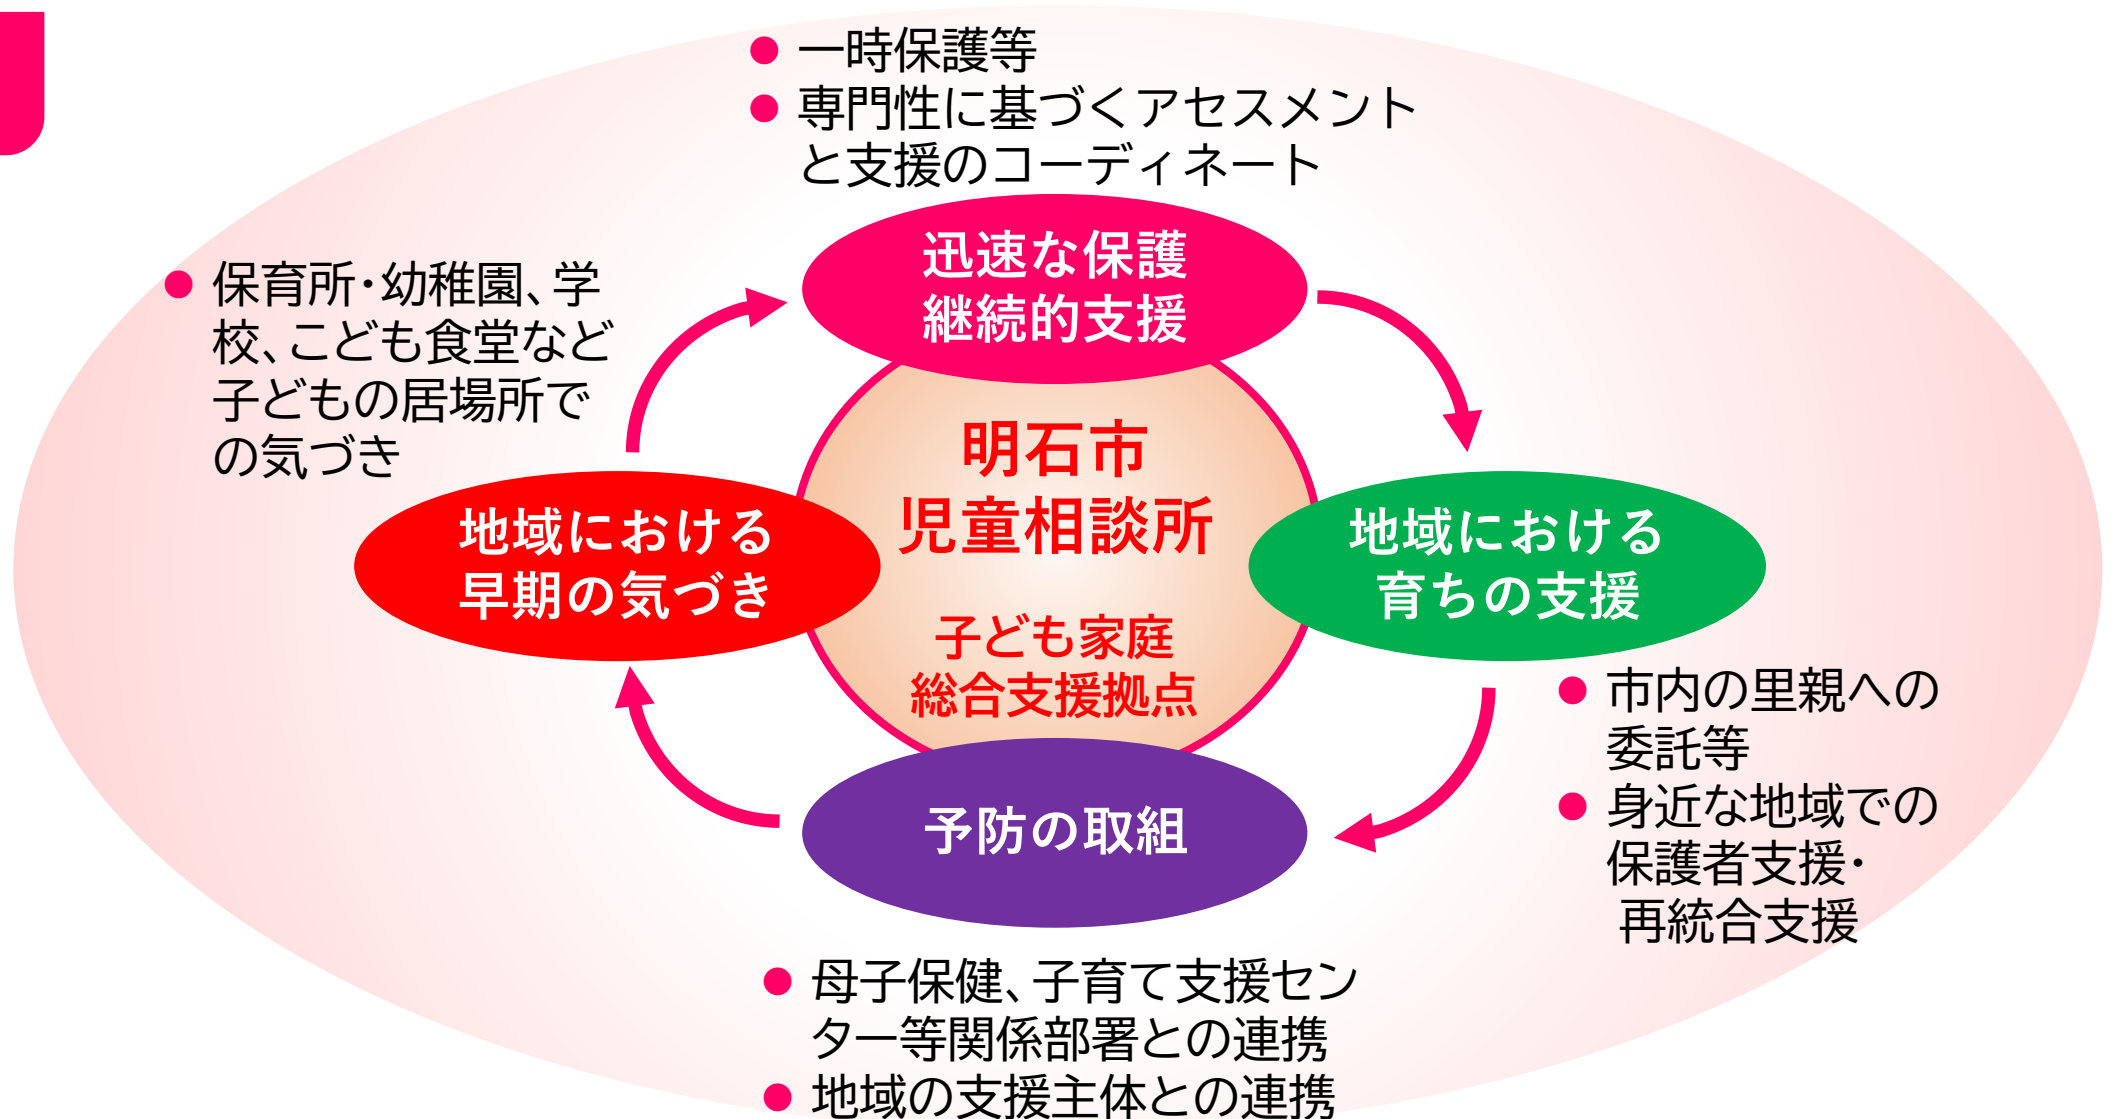 一時保護等
専門性に基づくアセスメント
と支援のコーディネート
迅速な保護
継続的支援
保育所・幼稚園、学
校、こども食堂など
子どもの居場所で
の気づき
地域における
早期の気づき
明石市
児童相談所
子ども家庭
総合支援拠点
地域における
育ちの支援
市内の里親への
委託等
身近な地域での
保護者支援・
再統合支援
予防の取組
母子保健、子育て支援セン
ター等関係部署との連携
地域の支援主体との連携